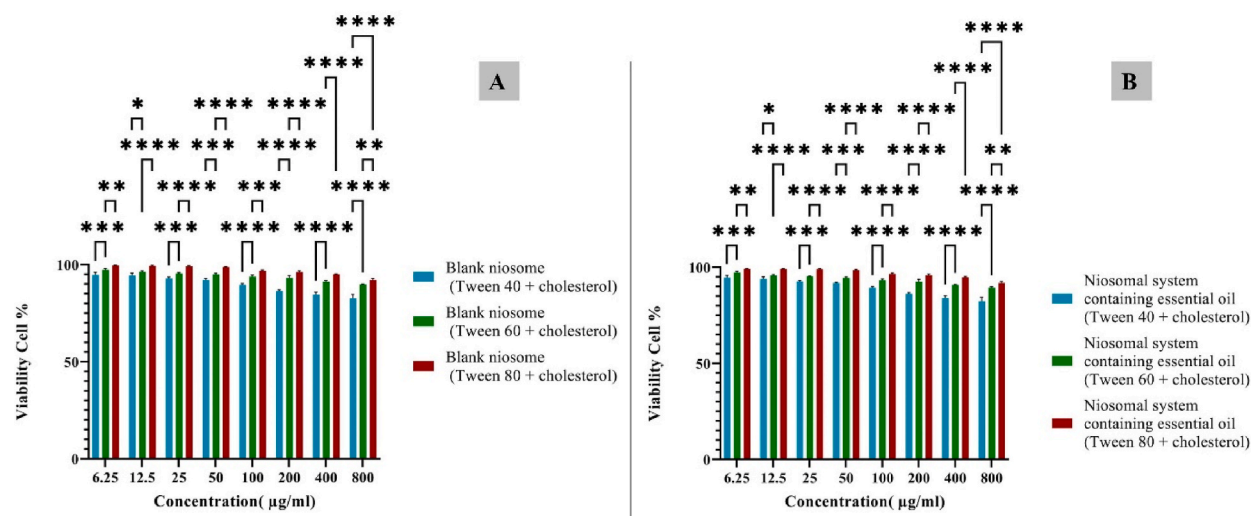 ****
****
*
****
****
****
***
****
**
**
****
***
****
***
***
****
****
****
A
Viability Cell %
100
50
0
6.25 12.5 25 50 100 200 400 800
Concentration( µg/ml)
Blank niosome
(Tween 40 + cholesterol)
Blank niosome
(Tween 60 + cholesterol)
Blank niosome
(Tween 80 + cholesterol)
****
****
*
****
****
****
***
****
**
**
****
****
****
***
***
****
****
B
Viability Cell %
100
50
0
6.25 12.5 25 50 100 200 400 800
Concentration( µg/ml)
Niosomal system
containing essential oil
(Tween 40 + cholesterol)
Niosomal system
containing essential oil
(Tween 60 + cholesterol)
Niosomal system
containing essential oil
(Tween 80 + cholesterol)